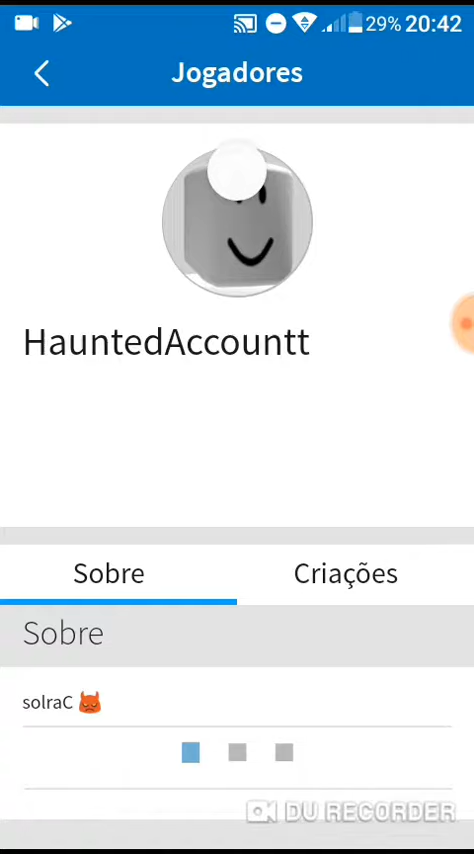 29% 20:42
Jogadores
HauntedAccountt
Sobre Criações
Sobre
solraC
DU RECORDER